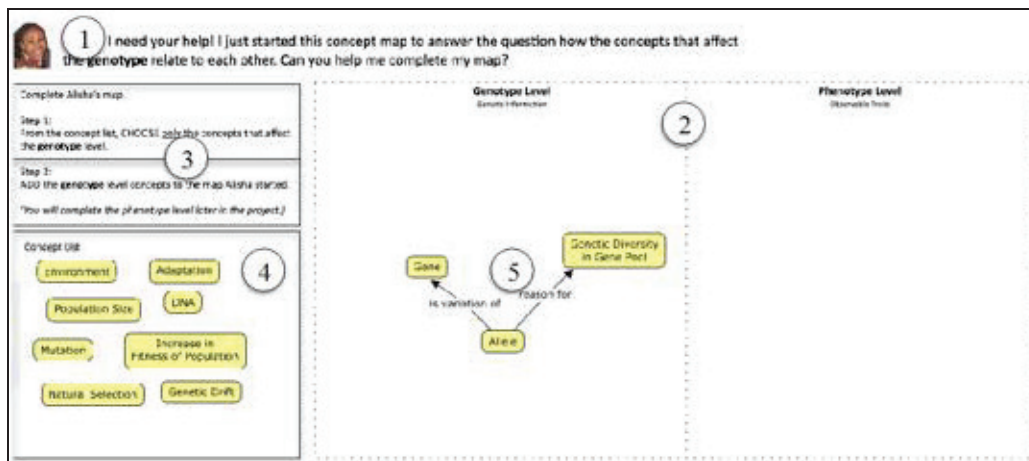 1
I need your help! I just started this concept map to answer the question how the concepts that affect
the genotype relate to each other. Can you help me complete my map?
Complete Alisha's map.
Step 1:
From the concept list, CHOOSE only the concepts that affect
the genotype level.
3
Step 2:
ADD the genotype level concepts to the map Alisha started.
(You will complete the phenotype level later in the project.)
Concept List
4
Environment
Adaptation
Population Size
DNA
Mutation
Increase in
Fitness of Population
Natural Selection
Genetic Drift
Genotype Level
Genetic Information
2
Phenotype Level
Observable Traits
Gene
5
Genetic Diversity
in Gene Pool
is variation of
reason for
Allele